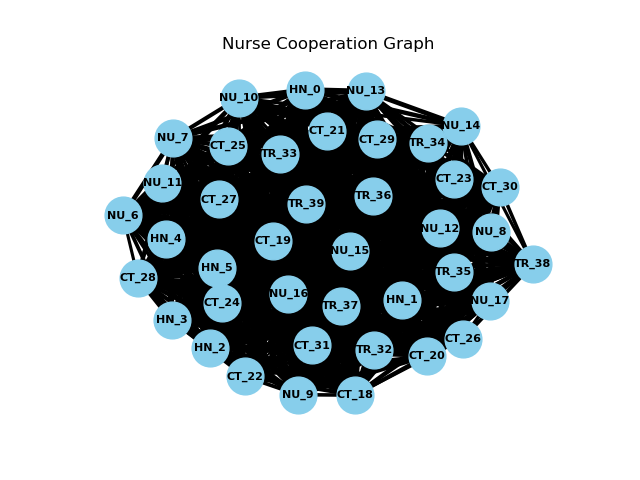 Nurse Cooperation Graph
HN_0
NU_13
NU_10
NU_14
CT_21
NU_7
CT_29
TR_34
CT_25
TR_33
CT_23
NU_11
CT_30
TR_36
CT_27
TR_39
NU_6
NU_12
NU_8
HN_4
CT_19
NU_15
TR_38
HN_5
TR_35
CT_28
NU_16
HN_1
NU_17
CT_24
TR_37
HN_3
CT_26
CT_31
HN_2
TR_32
CT_20
CT_22
NU_9
CT_18